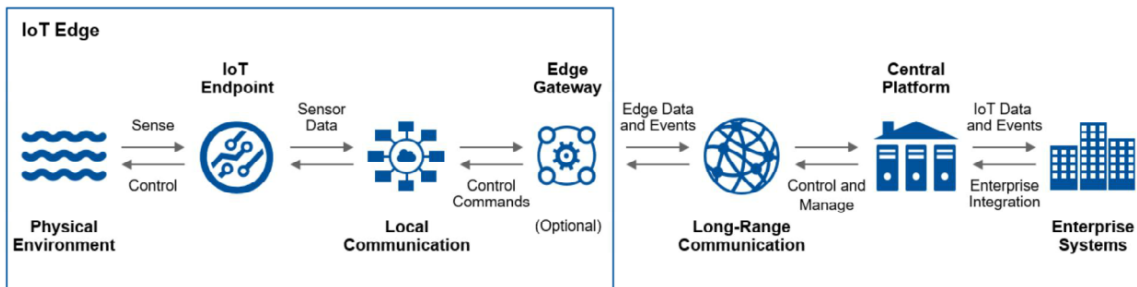 IoT Edge
IoT
Endpoint
Edge
Gateway
Central
Platform
Sense
Control
Sensor
Data
Control
Commands
Edge Data
and Events
Control and
Manage
IoT Data
and Events
Enterprise
Integration
Physical
Environment
Local
Communication
(Optional)
Long-Range
Communication
Enterprise
Systems